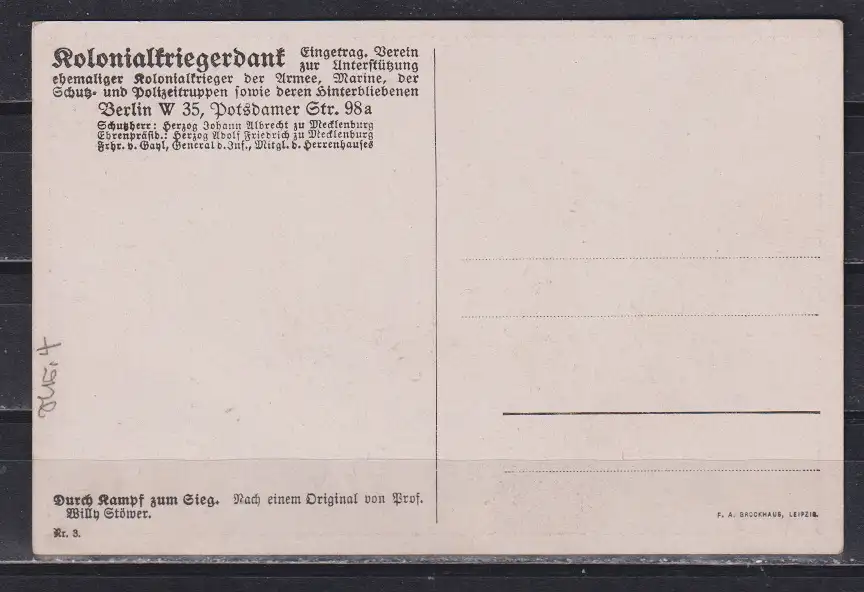 Kolonialkriegerdank Eingetrag. Verein
zur Unterstützung
ehemaliger Kolonialkrieger der Armee, Marine, der
Schutz- und Polizeitruppen sowie deren Hinterbliebenen
Berlin W 35, Potsdamer Str. 98a
Schutzherr: Herzog Johann Albrecht zu Mecklenburg
Ehrenpräsid.: Herzog Adolf Friedrich zu Mecklenburg
Frhr. v. Gayl, General d. Inf., Mitgl. d. Herrenhauses
Durch Kampf zum Sieg. Nach einem Original von Prof.
Willy Stöwer.
Nr. 3.
F. A. BROCKHAUS, LEIPZIG.